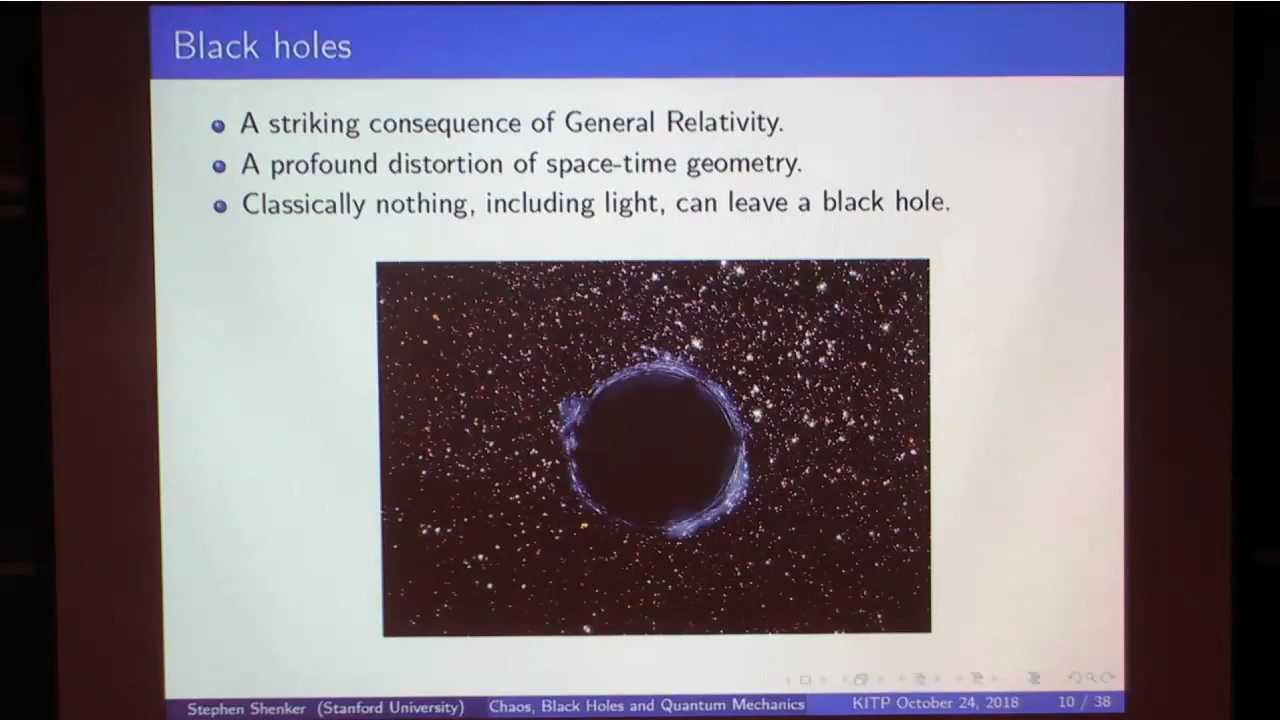 Black holes
A striking consequence of General Relativity.
A profound distortion of space-time geometry.
Classically nothing, including light, can leave a black hole.
Stephen Shenker (Stanford University) Chaos, Black Holes and Quantum Mechanics KITP October 24, 2018 10 / 38